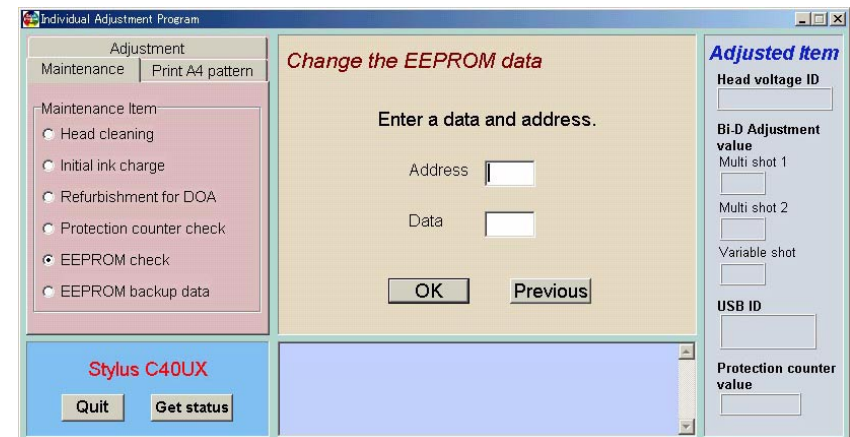 Individual Adjustment Program
Adjustment
Maintenance
Print A4 pattern
Maintenance Item
Head cleaning
Initial ink charge
Refurbishment for DOA
Protection counter check
EEPROM check
EEPROM backup data
Change the EEPROM data
Enter a data and address.
Address
Data
OK
Previous
Adjusted Item
Head voltage ID
Bi-D Adjustment
value
Multi shot 1
Multi shot 2
Variable shot
USB ID
Protection counter
value
Stylus C40UX
Quit
Get status